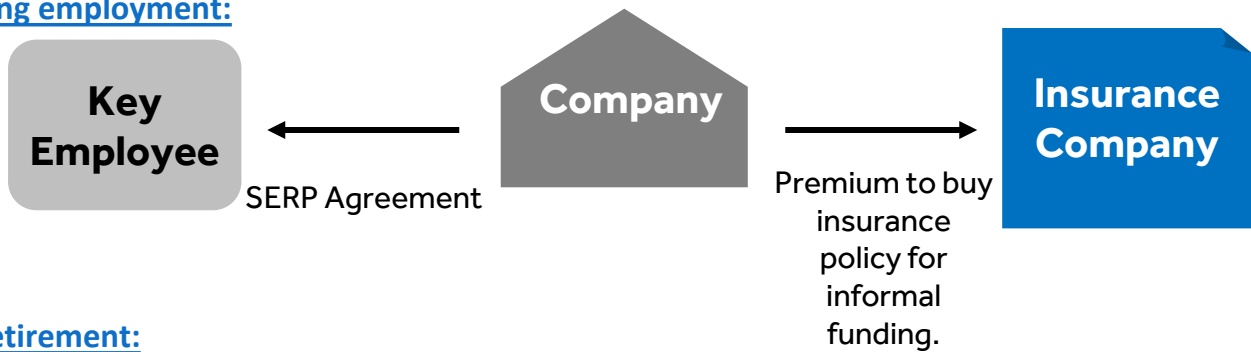 ng employment:
Key
Employee
SERP Agreement
Company
Premium to buy
insurance
policy for
informal
funding.
Insurance
Company
etirement: